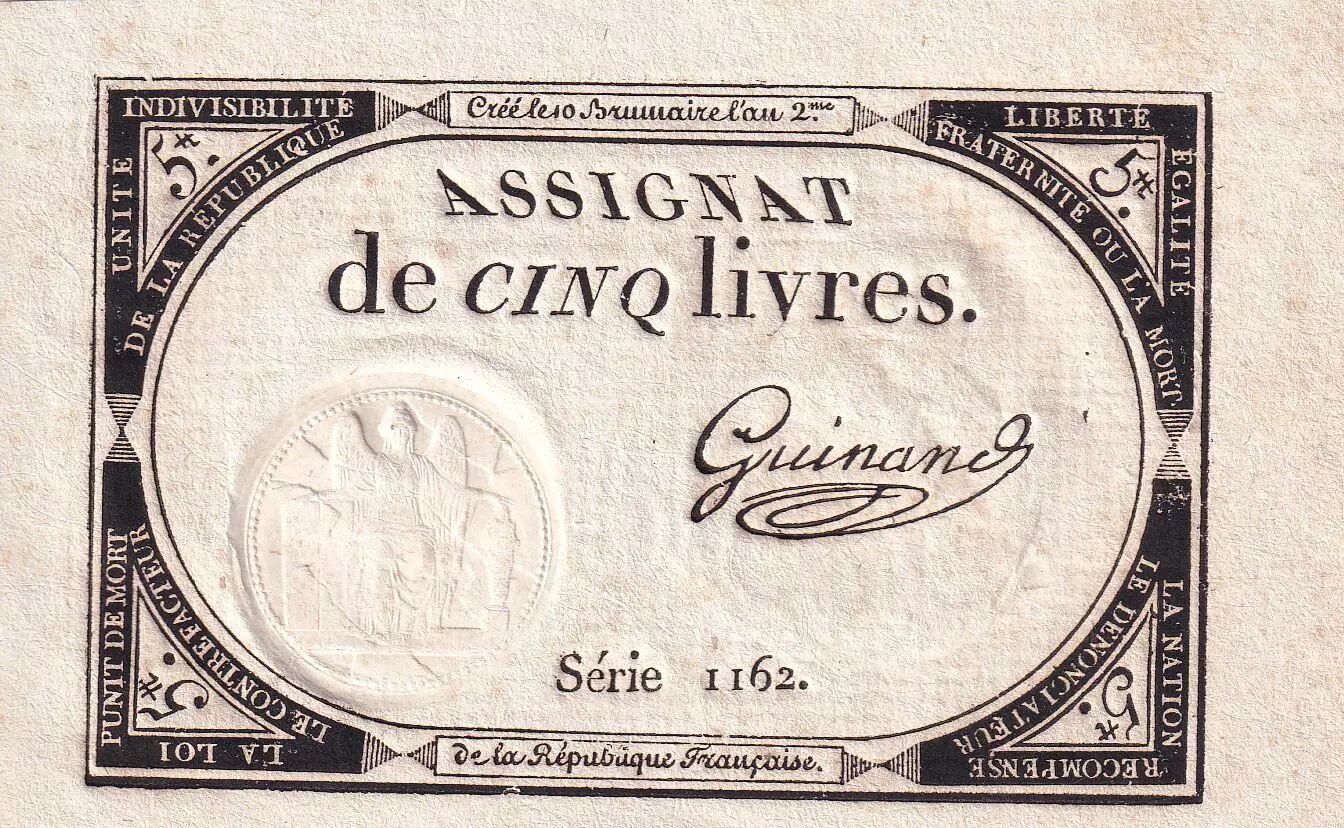 Créé le 10 Brumaire l'an 2.me
INDIVISIBILITÉ
UNITÉ
DE LA RÉPUBLIQUE
5₶.
LIBERTÉ
ÉGALITÉ
FRATERNITÉ OU LA MORT.
5₶.
ASSIGNAT
de CINQ livres.
Guinand
Série 1162.
LA LOI
PUNIT DE MORT
LE CONTREFACTEUR
5₶.
LA NATION
RÉCOMPENSE
LE DÉNONCIATEUR
5₶.
de la République Française.